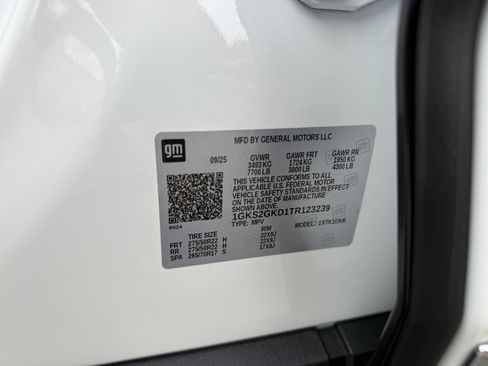 gm
MFD BY GENERAL MOTORS LLC
09/25 GVWR GAWR FRT GAWR RR
3493 KG 1724 KG 1950 KG
7700 LB 3800 LB 4300 LB
THIS VEHICLE CONFORMS TO ALL
APPLICABLE U.S. FEDERAL MOTOR
VEHICLE SAFETY STANDARDS IN EFFECT
ON THE DATE OF MANUFACTURE
SHOWN ABOVE.
1GKS2GKD1TR123239
8624 TYPE: MPV MODEL: 19TK10906
TIRE SIZE RIM
FRT 275/50R22 H 22X9J
RR 275/50R22 H 22X9J
SPA 265/70R17 S 17X8J